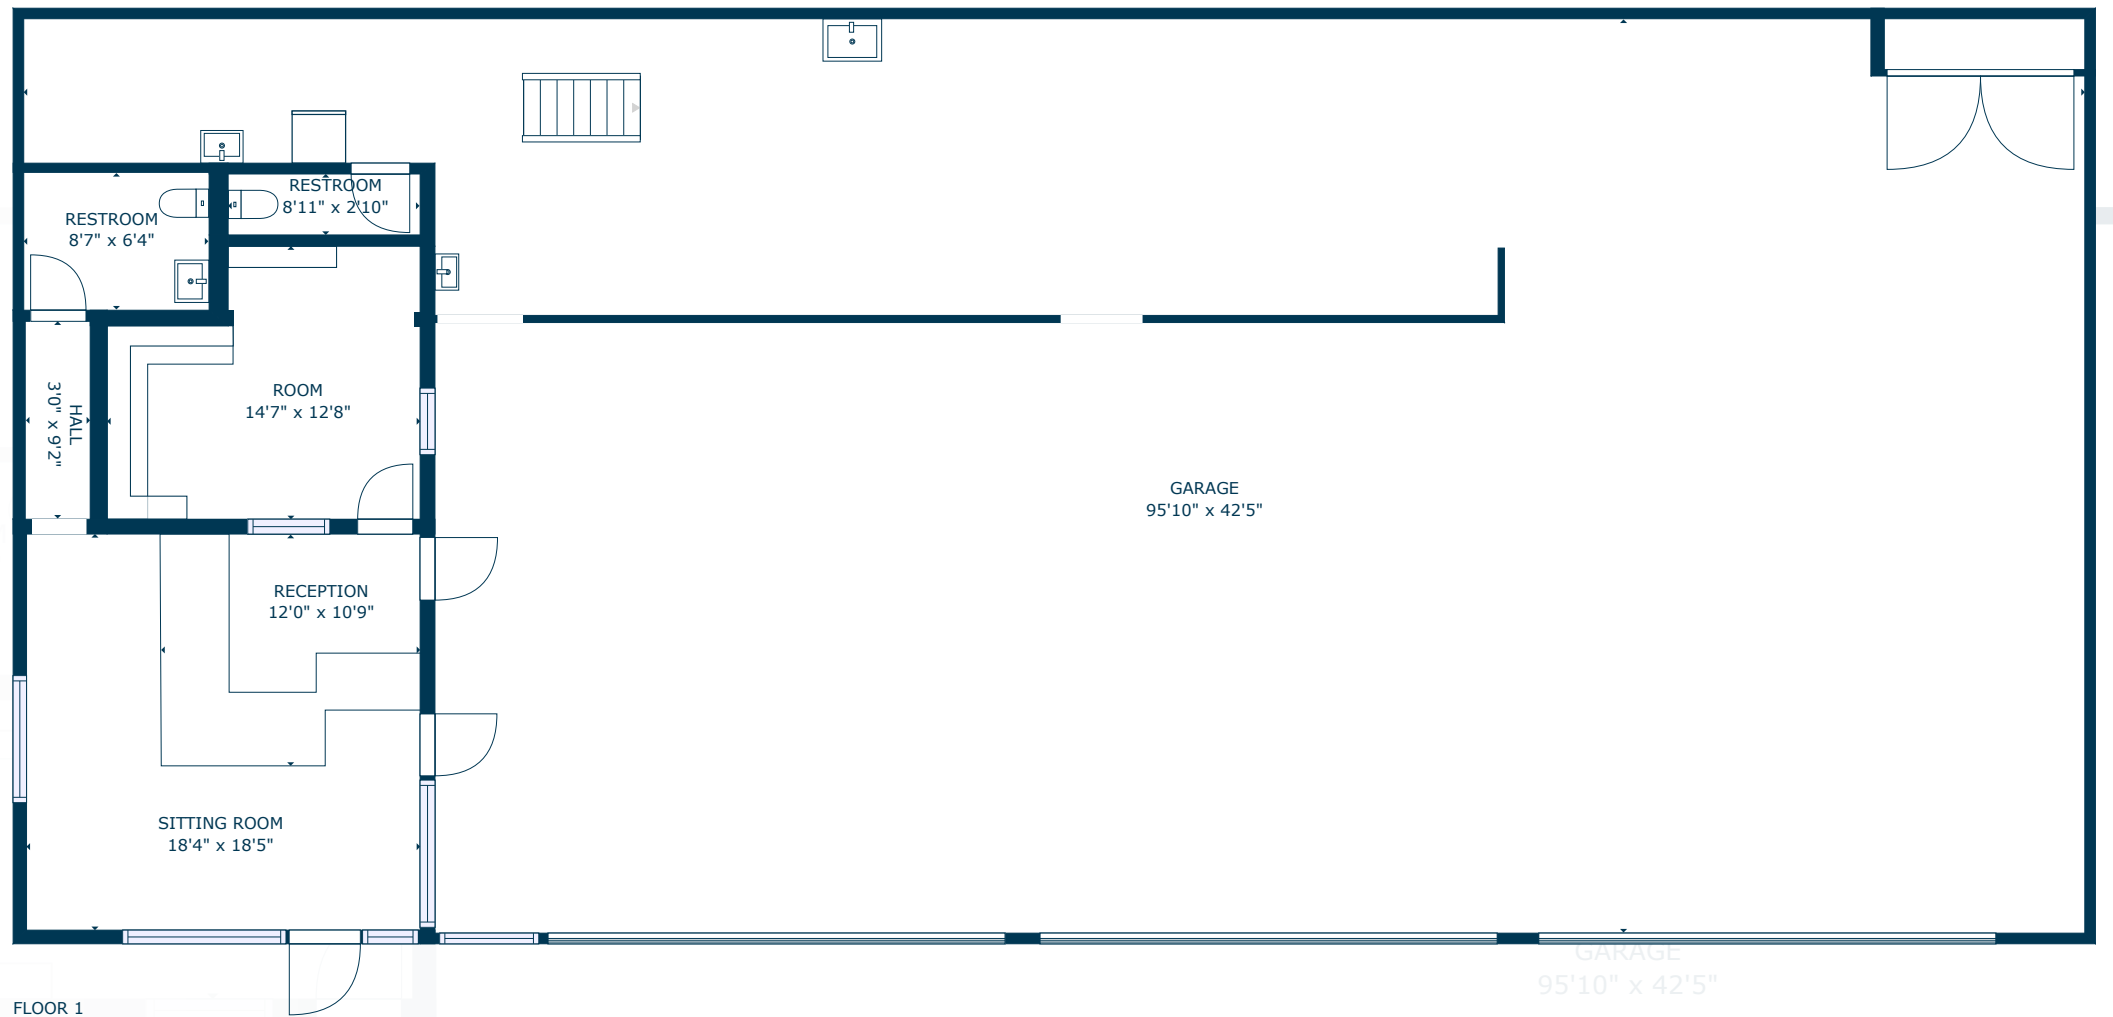 RESTROOM
8'11" x 2'10"
RESTROOM
8'7" x 6'4"
ROOM
14'7" x 12'8"
HALL
3'0" x 9'2"
GARAGE
95'10" x 42'5"
RECEPTION
12'0" x 10'9"
SITTING ROOM
18'4" x 18'5"
GARAGE
95'10" x 42'5"
FLOOR 1